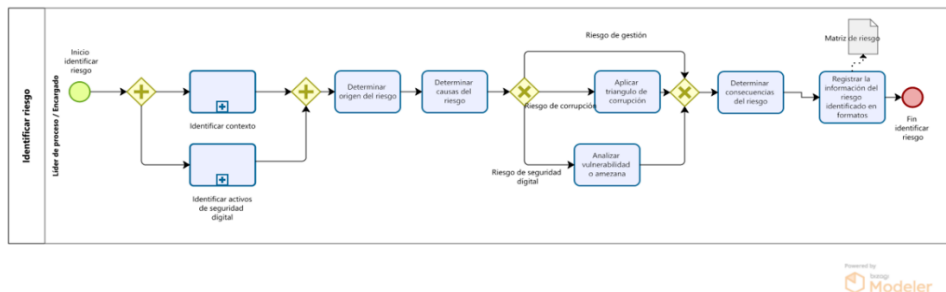 Identificar riesgo
Líder de proceso / Encargado
Inicio
identificar
riesgo
Identificar contexto
Identificar activos
de seguridad
digital
Determinar
origen del riesgo
Determinar
causas del
riesgo
Riesgo de gestión
Riesgo de corrupción
Riesgo de seguridad
digital
Aplicar
triangulo de
corrupción
Analizar
vulnerabilidad
o amezana
Determinar
consecuencias
del riesgo
Matriz de riesgo
Registrar la
información del
riesgo
identificado en
formatos
Fin
identificar
riesgo
Powered by
bizagi
Modeler